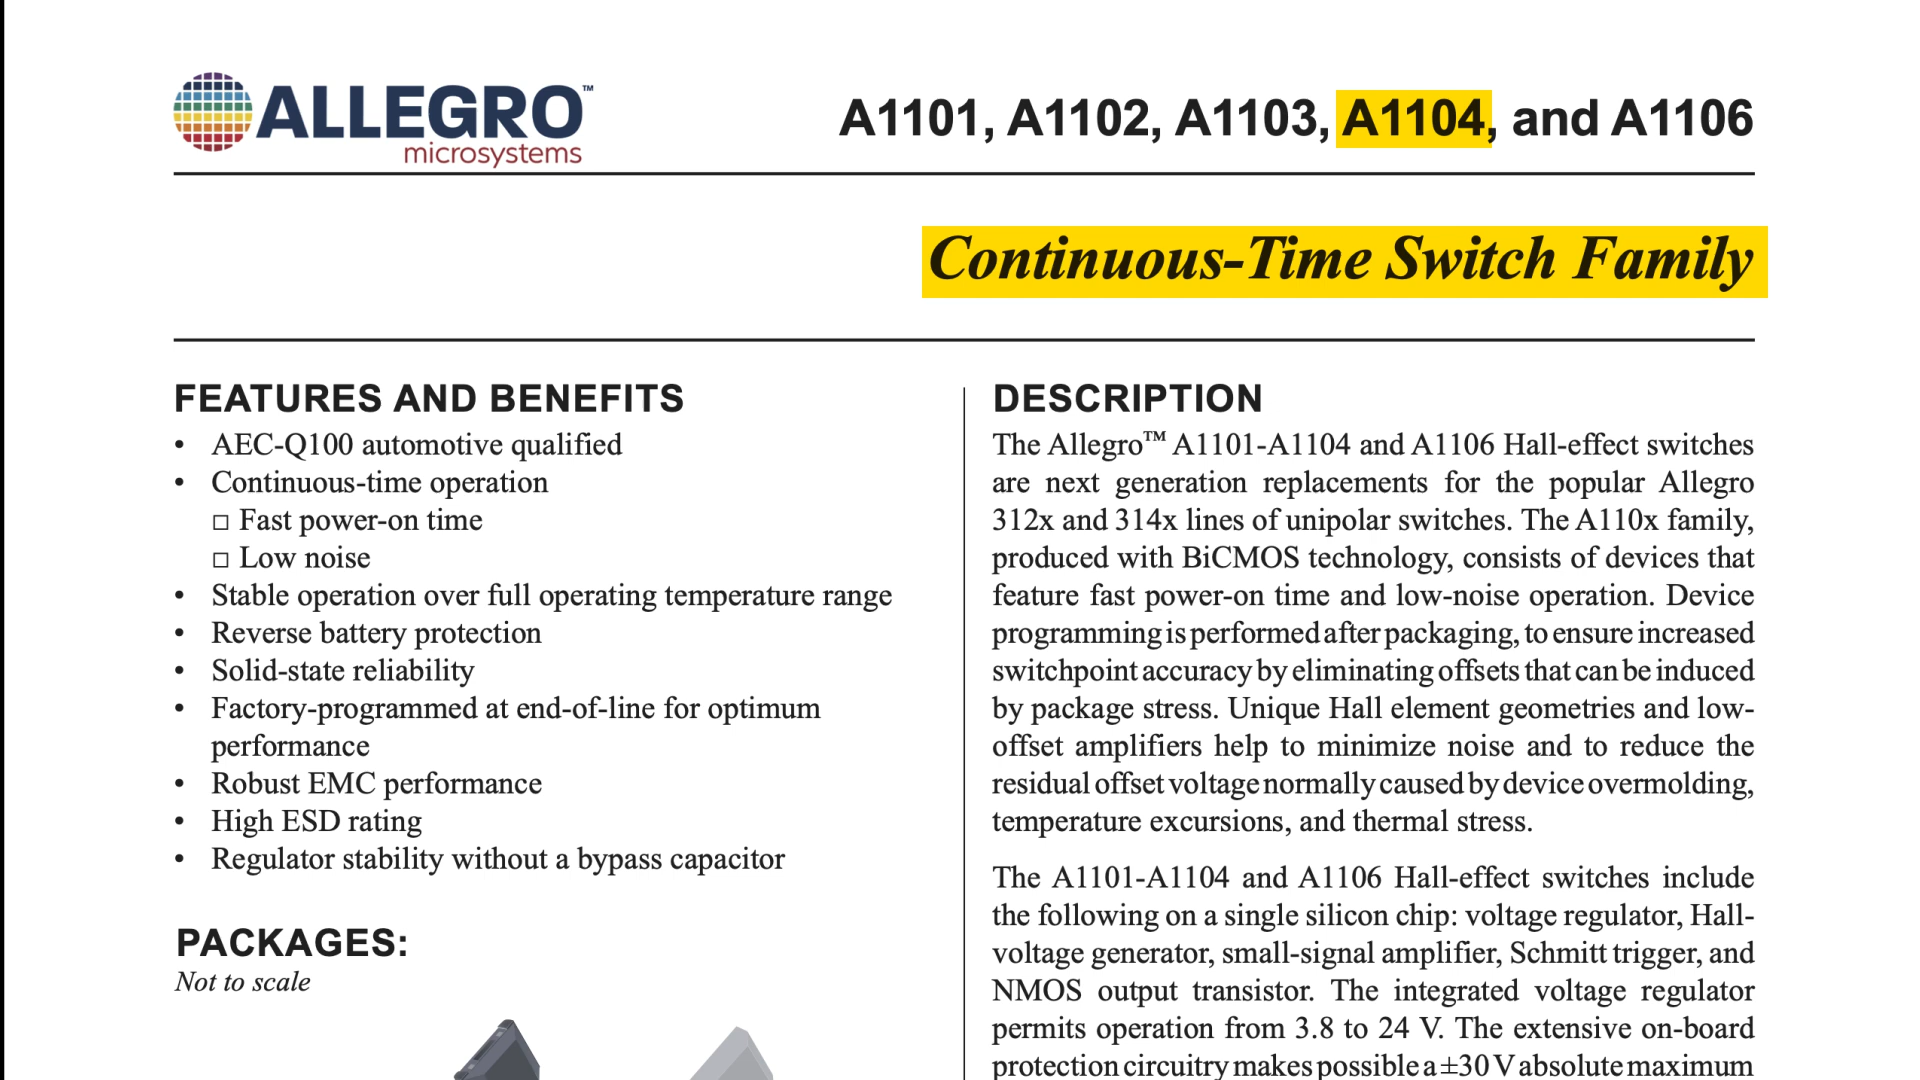 ALLEGRO™
microsystems
A1101, A1102, A1103, A1104, and A1106
Continuous-Time Switch Family
FEATURES AND BENEFITS
• AEC-Q100 automotive qualified
• Continuous-time operation
□ Fast power-on time
□ Low noise
• Stable operation over full operating temperature range
• Reverse battery protection
• Solid-state reliability
• Factory-programmed at end-of-line for optimum
performance
• Robust EMC performance
• High ESD rating
• Regulator stability without a bypass capacitor
PACKAGES:
Not to scale
DESCRIPTION
The Allegro™ A1101-A1104 and A1106 Hall-effect switches
are next generation replacements for the popular Allegro
312x and 314x lines of unipolar switches. The A110x family,
produced with BiCMOS technology, consists of devices that
feature fast power-on time and low-noise operation. Device
programming is performed after packaging, to ensure increased
switchpoint accuracy by eliminating offsets that can be induced
by package stress. Unique Hall element geometries and low-
offset amplifiers help to minimize noise and to reduce the
residual offset voltage normally caused by device overmolding,
temperature excursions, and thermal stress.
The A1101-A1104 and A1106 Hall-effect switches include
the following on a single silicon chip: voltage regulator, Hall-
voltage generator, small-signal amplifier, Schmitt trigger, and
NMOS output transistor. The integrated voltage regulator
permits operation from 3.8 to 24 V. The extensive on-board
protection circuitry makes possible a ±30 V absolute maximum